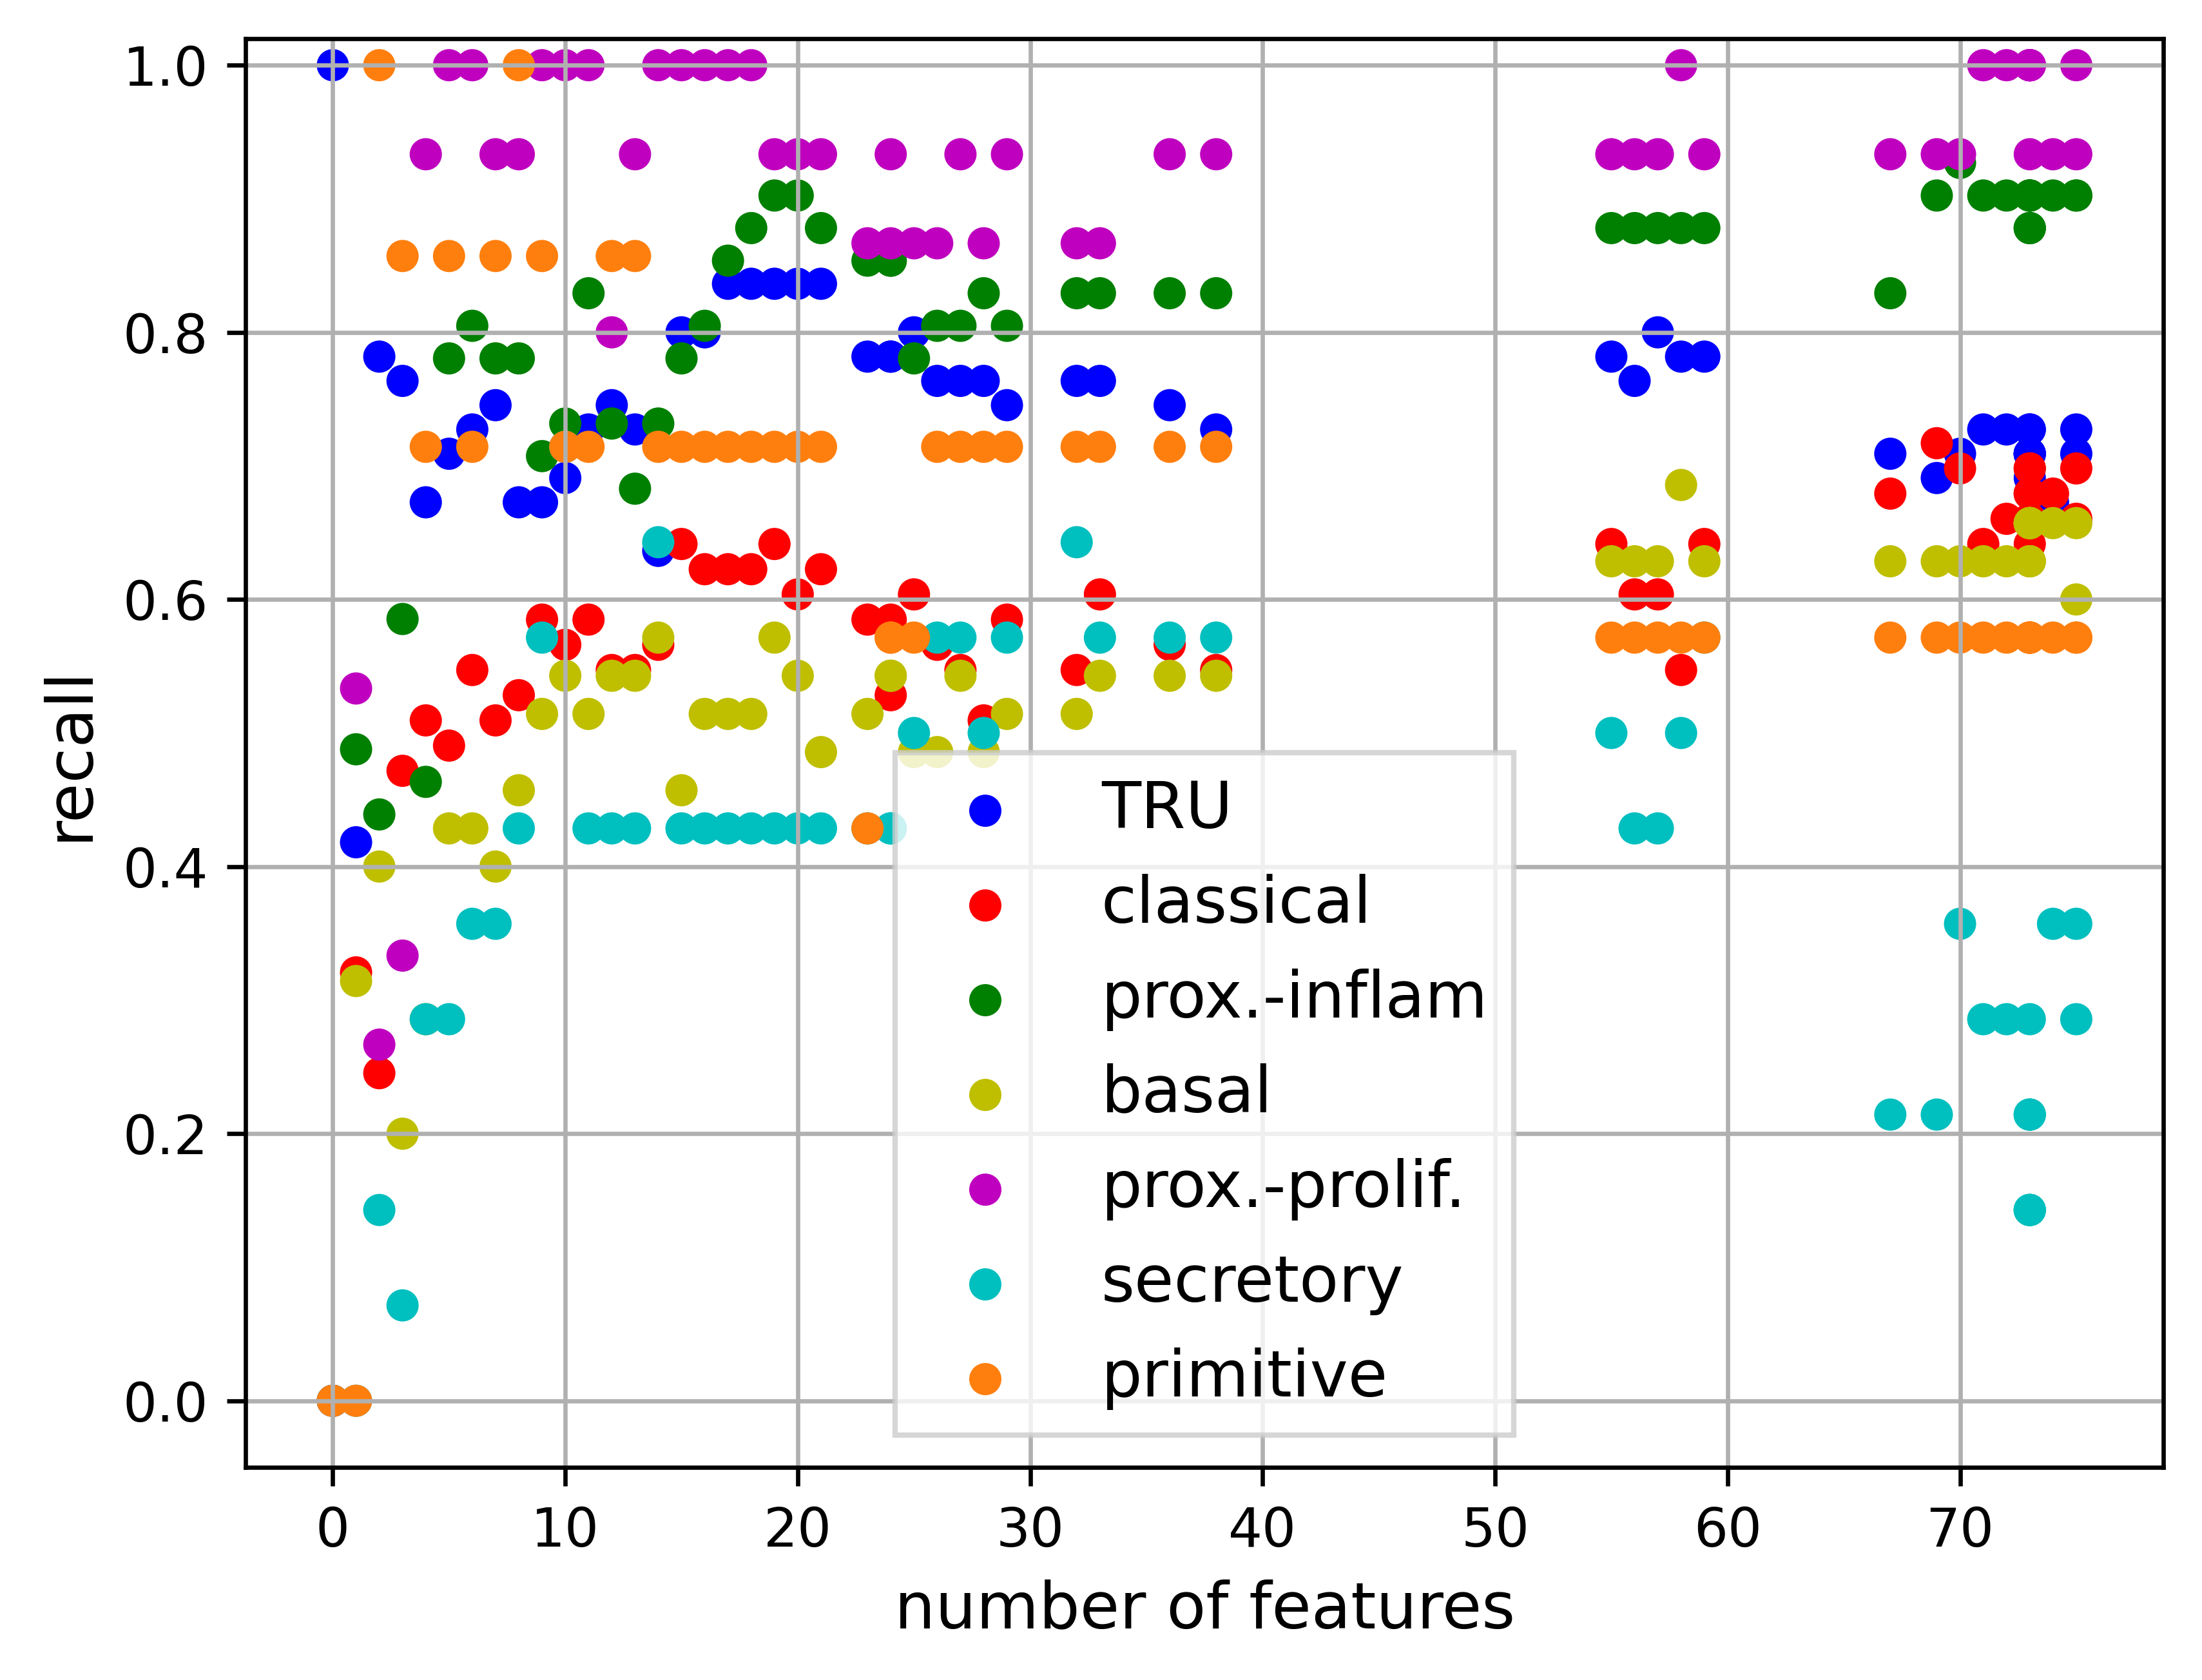 1.0
0.8
0.6
0.4
0.2
0.0
recall
TRU
classical
prox.-inflam
basal
prox.-prolif.
secretory
primitive
0 10 20 30 40 50 60 70
number of features